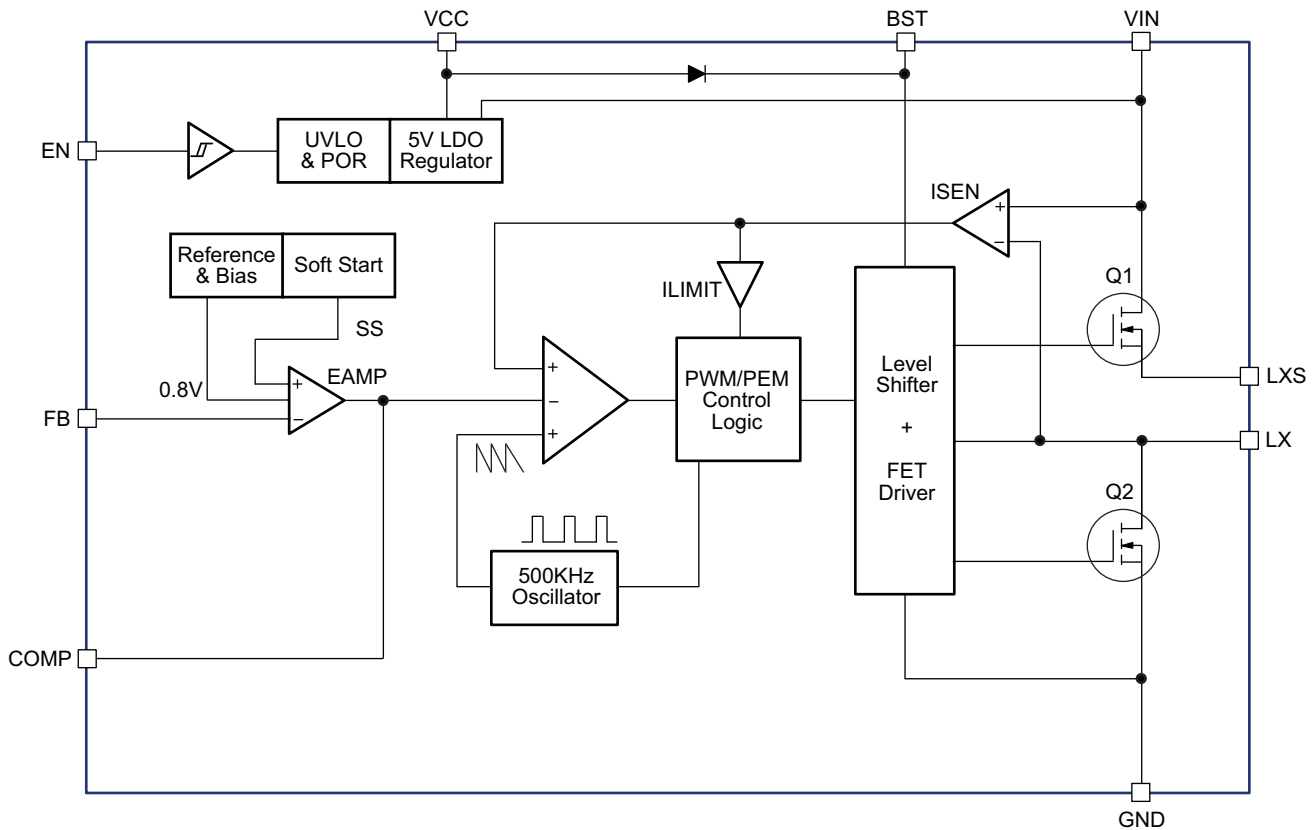 VCC
BST
VIN
EN
UVLO
& POR
5V LDO
Regulator
ISEN
+
−
Reference
& Bias
Soft Start
Q1
ILIMIT
SS
Level
Shifter
+
FET
Driver
PWM/PEM
Control
Logic
LXS
0.8V
+
−
EAMP
+
−
+
FB
LX
Q2
500KHz
Oscillator
COMP
GND